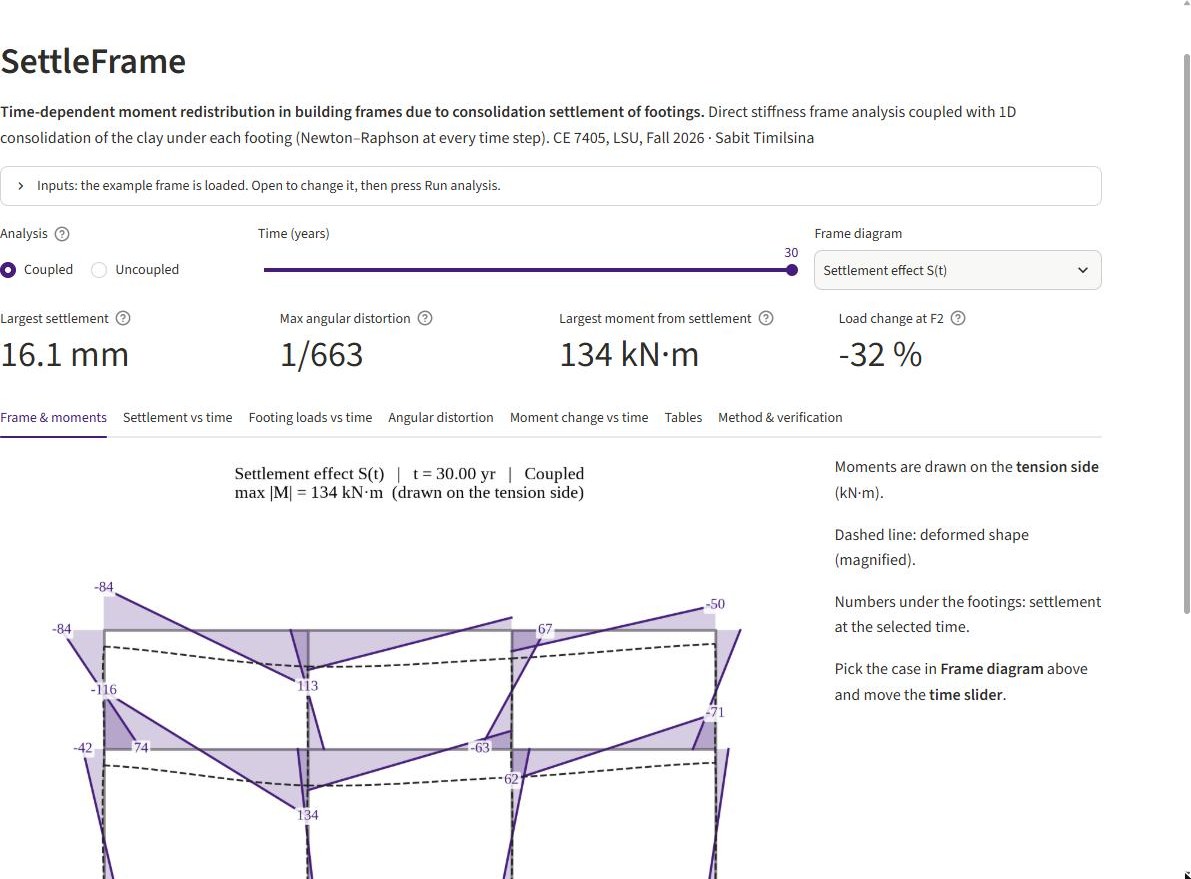 SettleFrame
Time-dependent moment redistribution in building frames due to consolidation settlement of footings. Direct stiffness frame analysis coupled with 1D
consolidation of the clay under each footing (Newton–Raphson at every time step). CE 7405, LSU, Fall 2026 · Sabit Timilsina
Inputs: the example frame is loaded. Open to change it, then press Run analysis.
Analysis
Time (years)
Frame diagram
30
Coupled
Uncoupled
Settlement effect S(t)
Largest settlement
Max angular distortion
Largest moment from settlement
Load change at F2
16.1 mm
1/663
134 kN·m
-32 %
Frame & moments
Settlement vs time
Footing loads vs time
Angular distortion
Moment change vs time
Tables
Method & verification
Settlement effect S(t) | t = 30.00 yr | Coupled
max |M| = 134 kN·m (drawn on the tension side)
Moments are drawn on the tension side
(kN·m).
Dashed line: deformed shape
(magnified).
Numbers under the footings: settlement
at the selected time.
Pick the case in Frame diagram above
and move the time slider.
-84
-50
-84
67
113
-116
-71
-42
74
-63
62
134